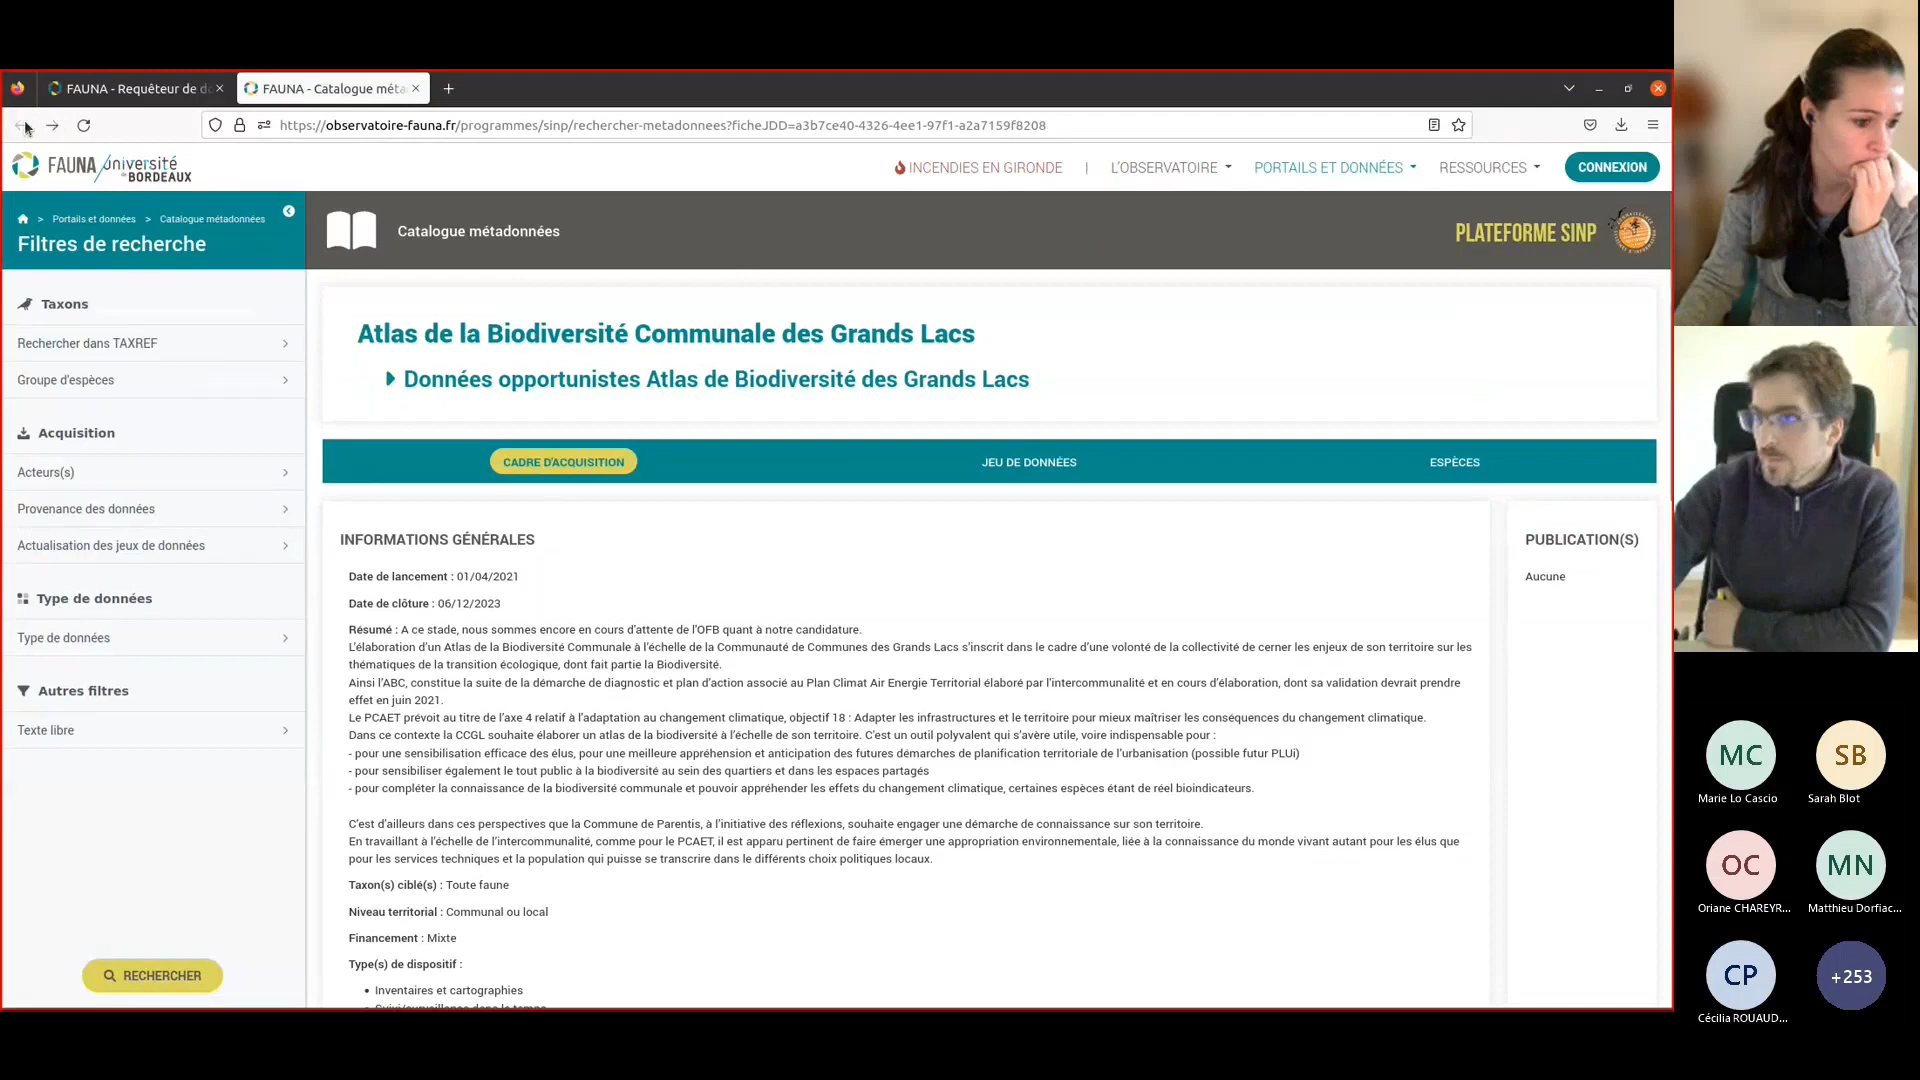 FAUNA - Requêteur de d
FAUNA - Catalogue méta
https://observatoire-fauna.fr/programmes/sinp/rechercher-metadonnees?ficheJDD=a3b7ce40-4326-4ee1-97f1-a2a7159f8208
FAUNA université de BORDEAUX
INCENDIES EN GIRONDE | L'OBSERVATOIRE PORTAILS ET DONNÉES RESSOURCES CONNEXION
> Portails et données > Catalogue métadonnées
Filtres de recherche
Catalogue métadonnées
PLATEFORME SINP
Taxons
Rechercher dans TAXREF
Groupe d'espèces
Acquisition
Acteurs(s)
Provenance des données
Actualisation des jeux de données
Type de données
Type de données
Autres filtres
Texte libre
RECHERCHER
Atlas de la Biodiversité Communale des Grands Lacs
Données opportunistes Atlas de Biodiversité des Grands Lacs
CADRE D'ACQUISITION JEU DE DONNÉES ESPÈCES
INFORMATIONS GÉNÉRALES
Date de lancement : 01/04/2021
Date de clôture : 06/12/2023
Résumé : A ce stade, nous sommes encore en cours d'attente de l'OFB quant à notre candidature.
L'élaboration d'un Atlas de la Biodiversité Communale à l'échelle de la Communauté de Communes des Grands Lacs s'inscrit dans le cadre d'une volonté de la collectivité de cerner les enjeux de son territoire sur les
thématiques de la transition écologique, dont fait partie la Biodiversité.
Ainsi l'ABC, constitue la suite de la démarche de diagnostic et plan d'action associé au Plan Climat Air Energie Territorial élaboré par l'intercommunalité et en cours d'élaboration, dont sa validation devrait prendre
effet en juin 2021.
Le PCAET prévoit au titre de l'axe 4 relatif à l'adaptation au changement climatique, objectif 18 : Adapter les infrastructures et le territoire pour mieux maîtriser les conséquences du changement climatique.
Dans ce contexte la CCGL souhaite élaborer un atlas de la biodiversité à l'échelle de son territoire. C'est un outil polyvalent qui s'avère utile, voire indispensable pour :
- pour une sensibilisation efficace des élus, pour une meilleure appréhension et anticipation des futures démarches de planification territoriale de l'urbanisation (possible futur PLUi)
- pour sensibiliser également le tout public à la biodiversité au sein des quartiers et dans les espaces partagés
- pour compléter la connaissance de la biodiversité communale et pouvoir appréhender les effets du changement climatique, certaines espèces étant de réel bioindicateurs.
C'est d'ailleurs dans ces perspectives que la Commune de Parentis, à l'initiative des réflexions, souhaite engager une démarche de connaissance sur son territoire.
En travaillant à l'échelle de l'intercommunalité, comme pour le PCAET, il est apparu pertinent de faire émerger une appropriation environnementale, liée à la connaissance du monde vivant autant pour les élus que
pour les services techniques et la population qui puisse se transcrire dans le différents choix politiques locaux.
Taxon(s) ciblé(s) : Toute faune
Niveau territorial : Communal ou local
Financement : Mixte
Type(s) de dispositif :
• Inventaires et cartographies
PUBLICATION(S)
Aucune
MC
Marie Lo Cascio
SB
Sarah Blot
OC
Oriane CHAREYR...
MN
Matthieu Dorfiac...
CP
Cécilia ROUAUD...
+253